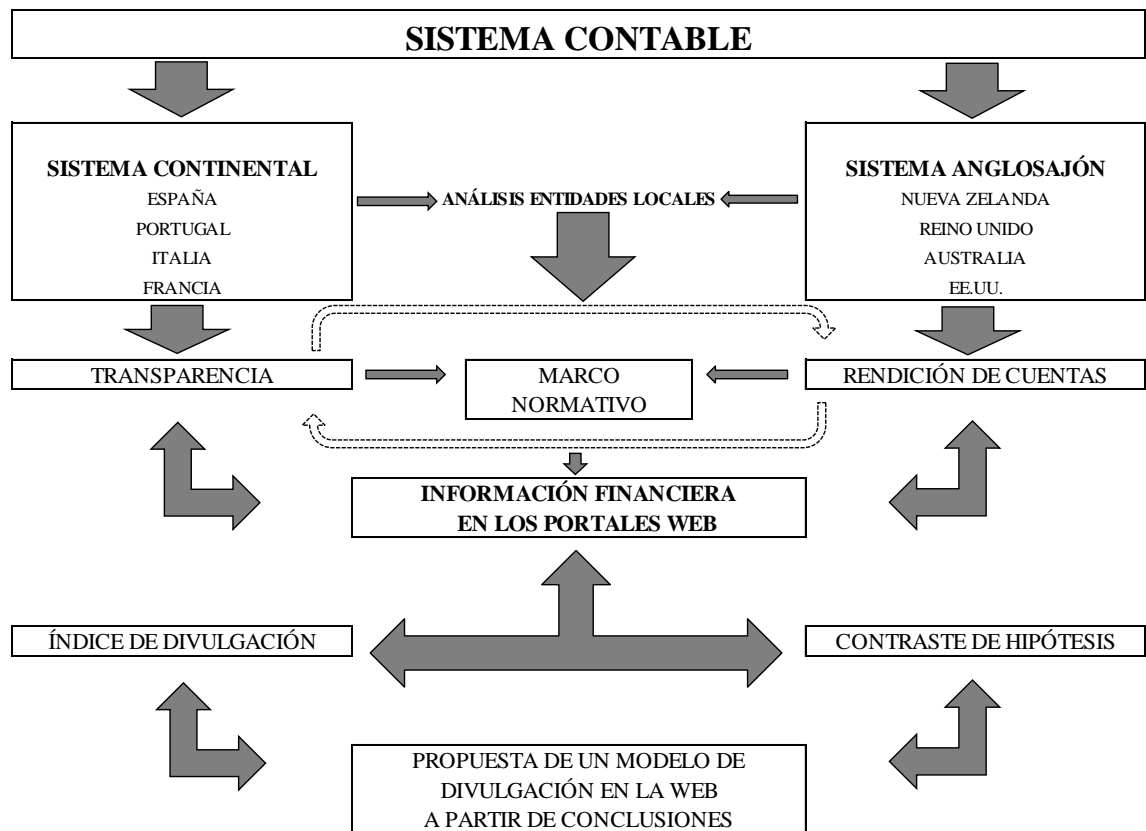 SISTEMA CONTABLE
SISTEMA CONTINENTAL
ESPAÑA
PORTUGAL
ITALIA
FRANCIA
ANÁLISIS ENTIDADES LOCALES
SISTEMA ANGLOSAJÓN
NUEVA ZELANDA
REINO UNIDO
AUSTRALIA
EE.UU.
TRANSPARENCIA
MARCO
NORMATIVO
RENDICIÓN DE CUENTAS
INFORMACIÓN FINANCIERA
EN LOS PORTALES WEB
ÍNDICE DE DIVULGACIÓN
CONTRASTE DE HIPÓTESIS
PROPUESTA DE UN MODELO DE
DIVULGACIÓN EN LA WEB
A PARTIR DE CONCLUSIONES